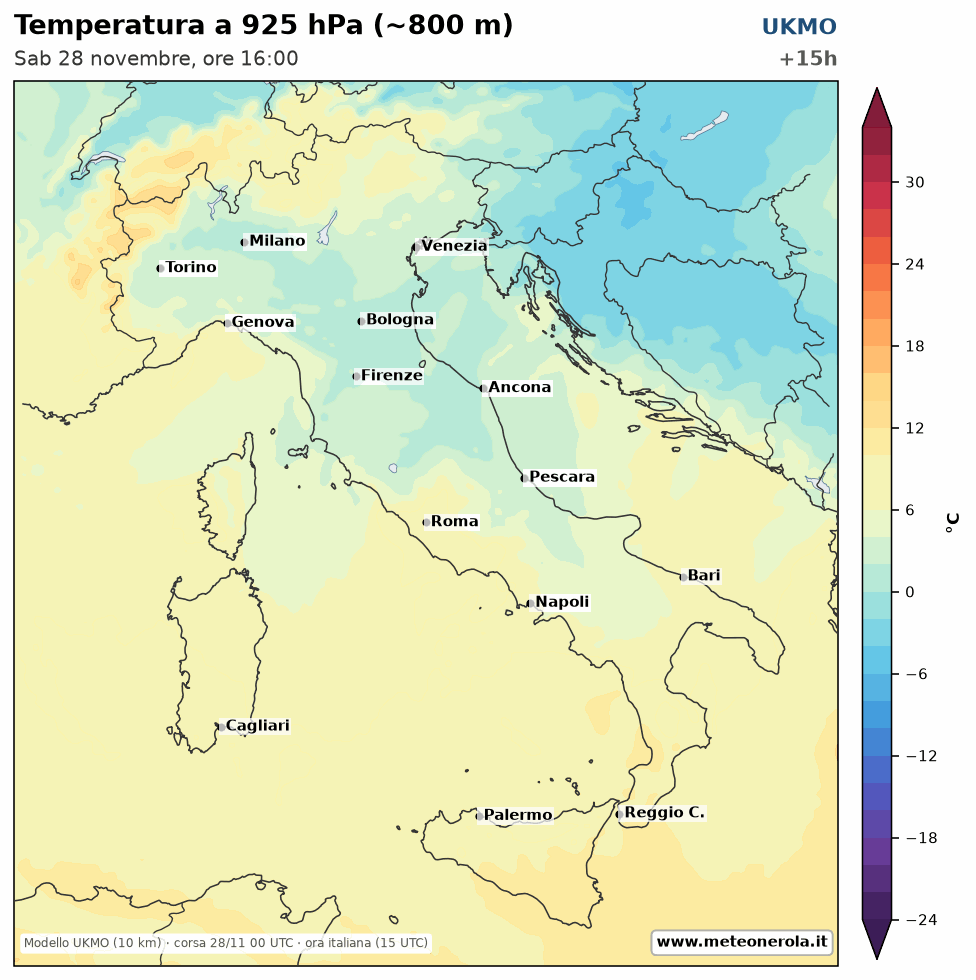 Temperatura a 925 hPa (~800 m)
UKMO
Sab 28 novembre, ore 16:00
+15h
Milano
Venezia
Torino
Genova
Bologna
Firenze
Ancona
Pescara
Roma
Bari
Napoli
Cagliari
Palermo
Reggio C.
30
24
18
12
6
0
−6
−12
−18
−24
°C
Modello UKMO (10 km) · corsa 28/11 00 UTC · ora italiana (15 UTC)
www.meteonerola.it